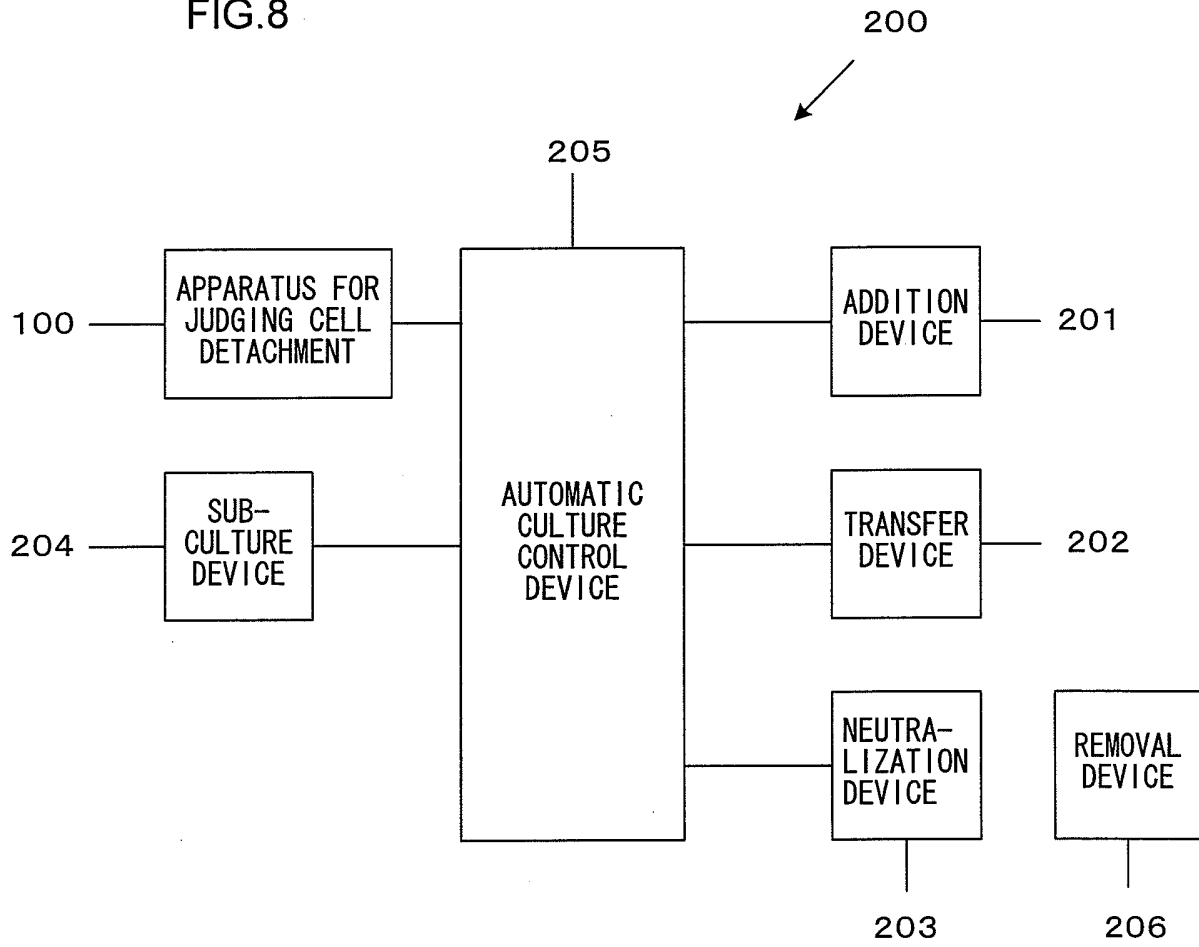 FIG.8
200
205
APPARATUS FOR
JUDGING CELL
DETACHMENT
100
ADDITION
DEVICE
201
SUB-
CULTURE
DEVICE
204
AUTOMATIC
CULTURE
CONTROL
DEVICE
TRANSFER
DEVICE
202
NEUTRA-
LIZATION
DEVICE
REMOVAL
DEVICE
203
206